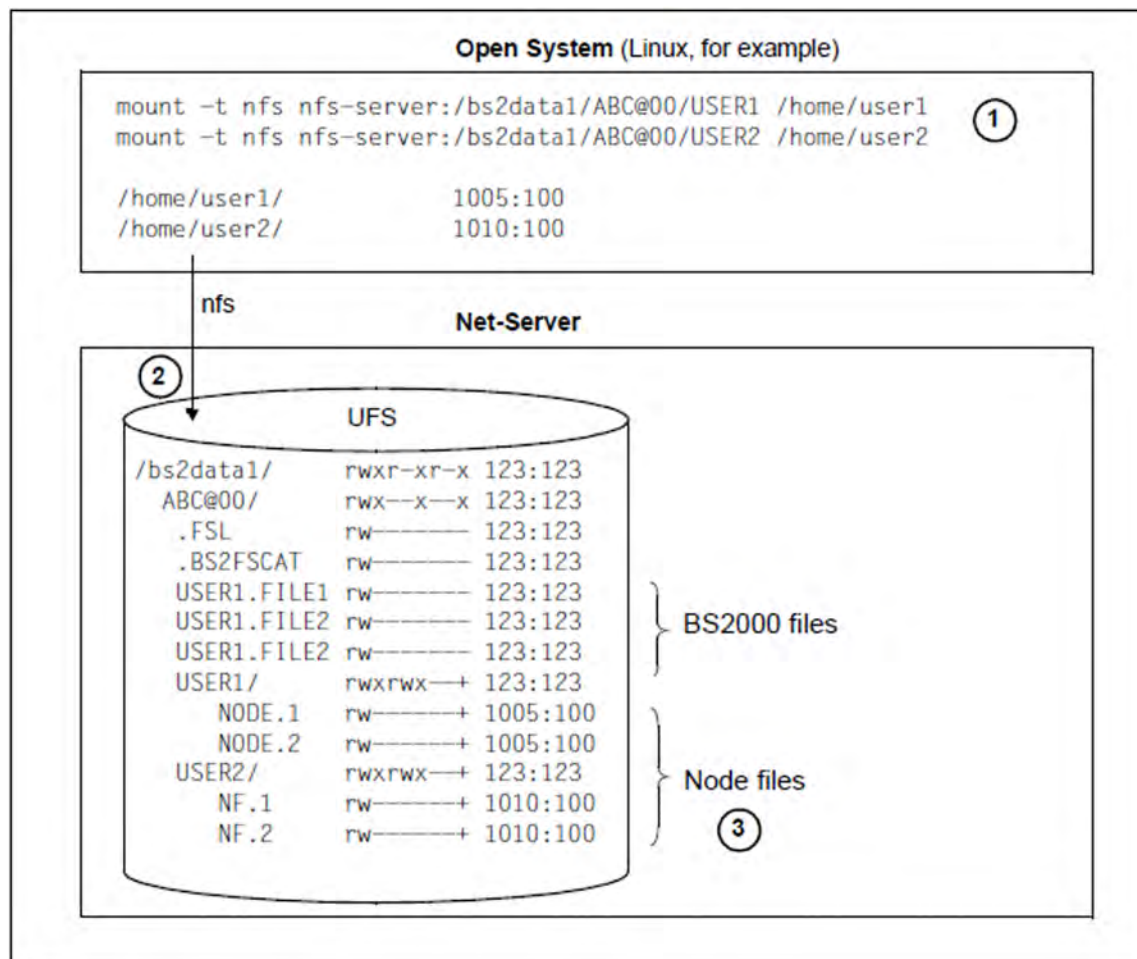 Open System (Linux, for example)
mount -t nfs nfs-server:/bs2data1/ABC@00/USER1 /home/user1
mount -t nfs nfs-server:/bs2data1/ABC@00/USER2 /home/user2
1
/home/user1/ 1005:100
/home/user2/ 1010:100
nfs
Net-Server
2
UFS
/bs2data1/ rwxr-xr-x 123:123
ABC@00/ rwx--x--x 123:123
.FSL rw------- 123:123
.BS2FSCAT rw------- 123:123
USER1.FILE1 rw------- 123:123
USER1.FILE2 rw------- 123:123
USER1.FILE2 rw------- 123:123
BS2000 files
USER1/ rwxrwx--+ 123:123
NODE.1 rw------+ 1005:100
NODE.2 rw------+ 1005:100
USER2/ rwxrwx--+ 123:123
NF.1 rw------+ 1010:100
NF.2 rw------+ 1010:100
Node files
3